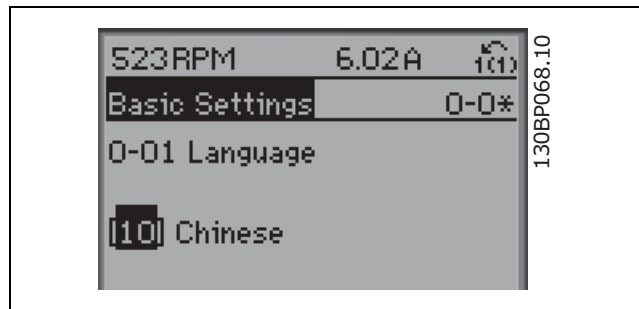 523RPM 6.02A 1(1)
Basic Settings 0-0*
0-01 Language
[10] Chinese
130BP068.10